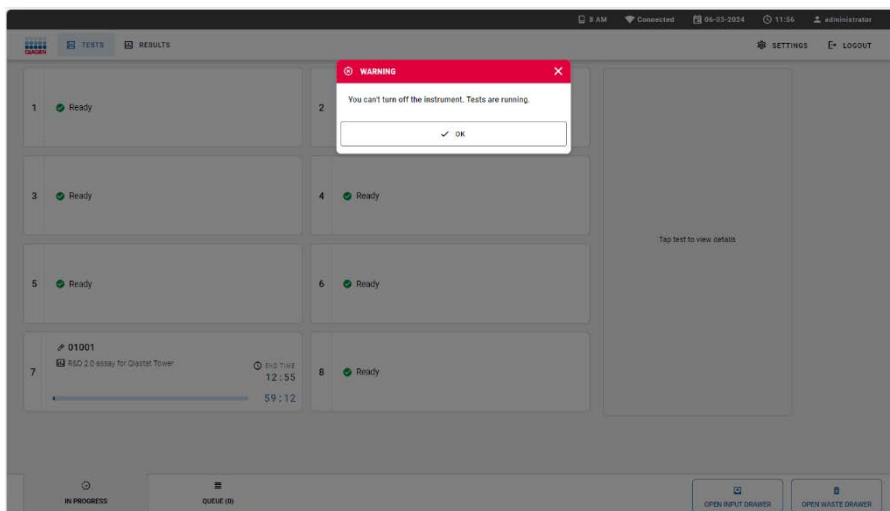 8 AM
Connected
06-03-2024
11:56
administrator
QIAGEN
TESTS
RESULTS
SETTINGS
LOGOUT
WARNING
You can't turn off the instrument. Tests are running.
OK
1 Ready
2
3 Ready
4 Ready
Tap test to view details
5 Ready
6 Ready
01001
R&D 2.0 assay for Qiastat Tower
END TIME
7
12:55
8 Ready
59:12
IN PROGRESS
QUEUE (0)
OPEN INPUT DRAWER
OPEN WASTE DRAWER